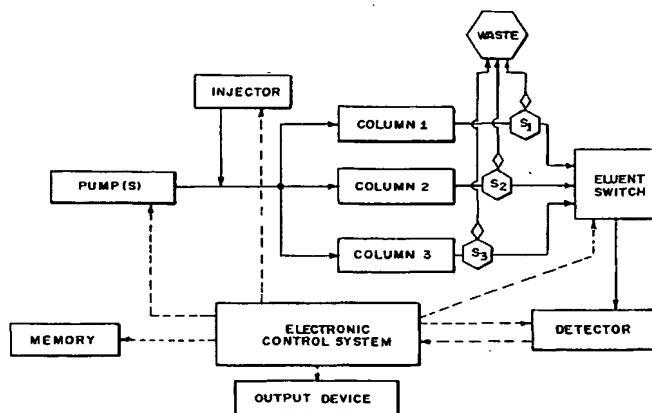 WASTE
INJECTOR
COLUMN 1
S1
PUMP(S)
COLUMN 2
S2
ELUENT
SWITCH
COLUMN 3
S3
ELECTRONIC
CONTROL SYSTEM
DETECTOR
MEMORY
OUTPUT DEVICE